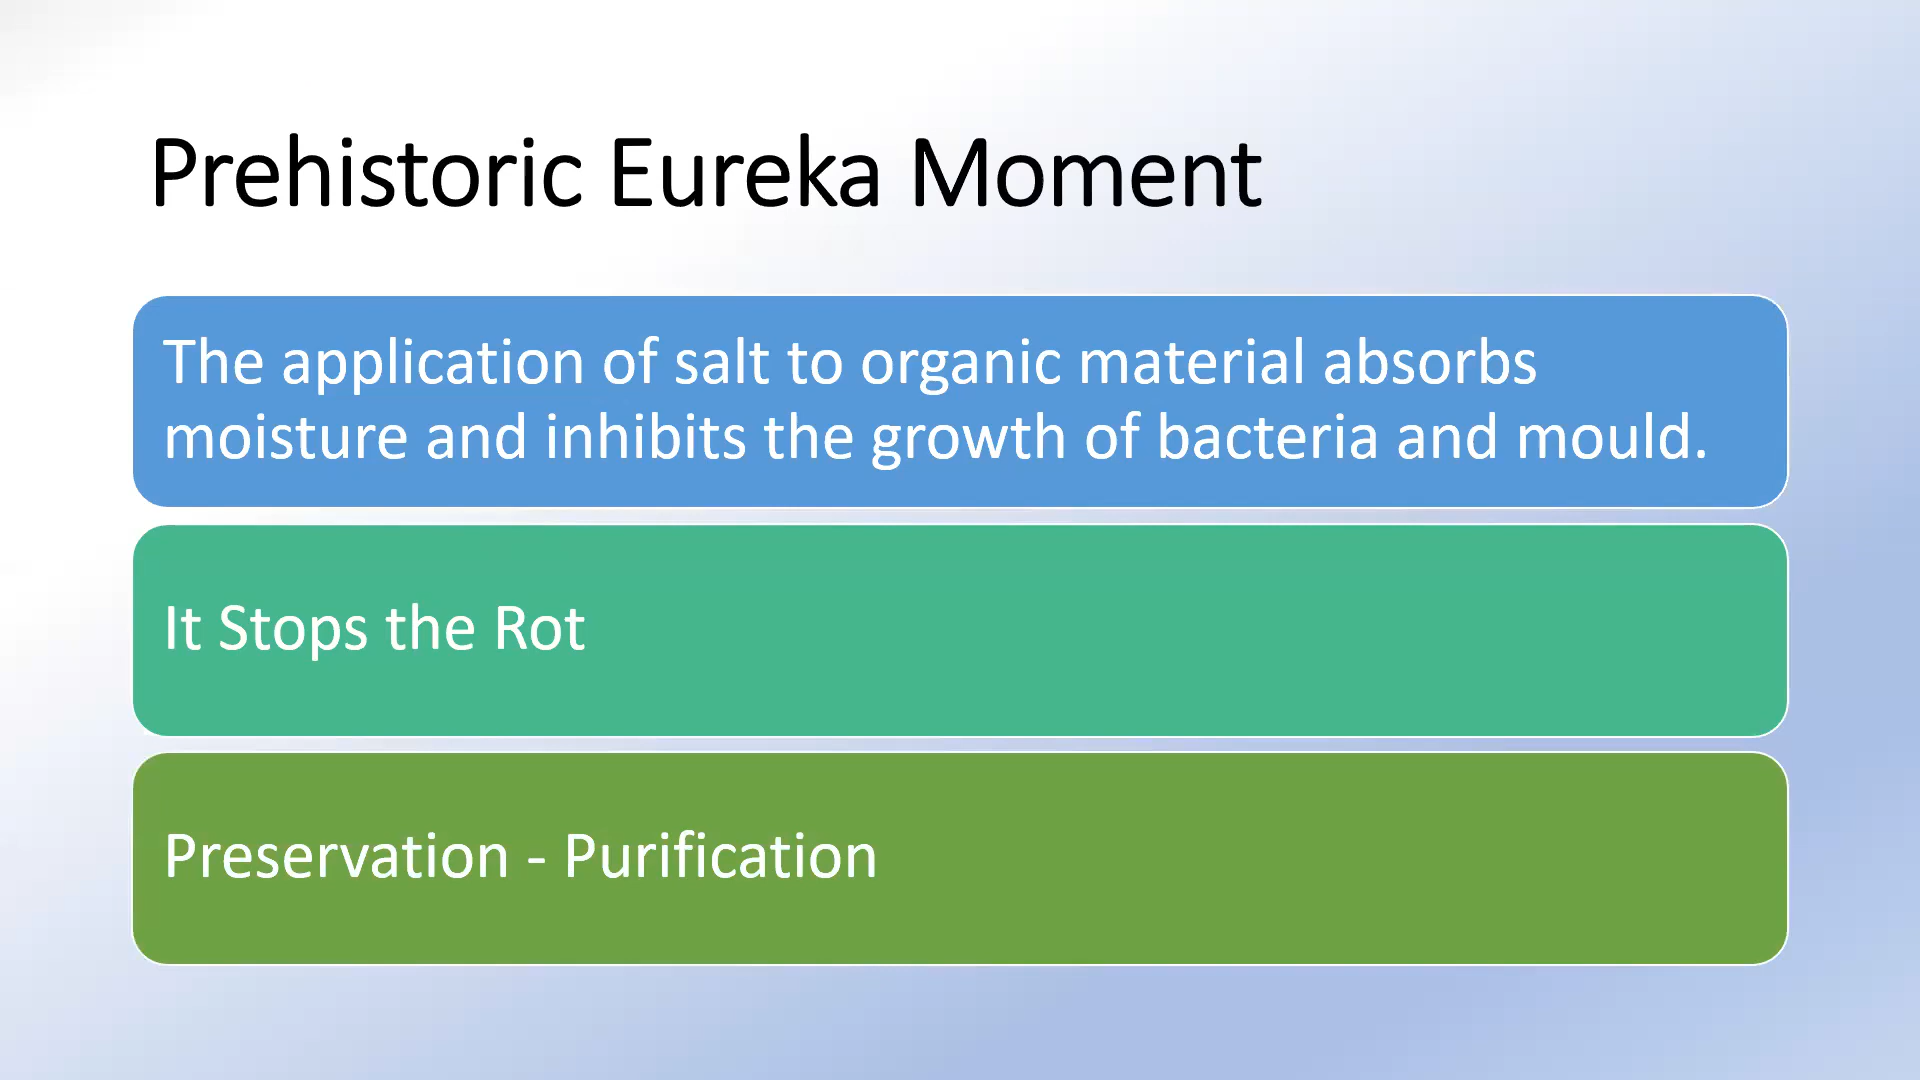 Prehistoric Eureka Moment
The application of salt to organic material absorbs
moisture and inhibits the growth of bacteria and mould.
It Stops the Rot
Preservation - Purification